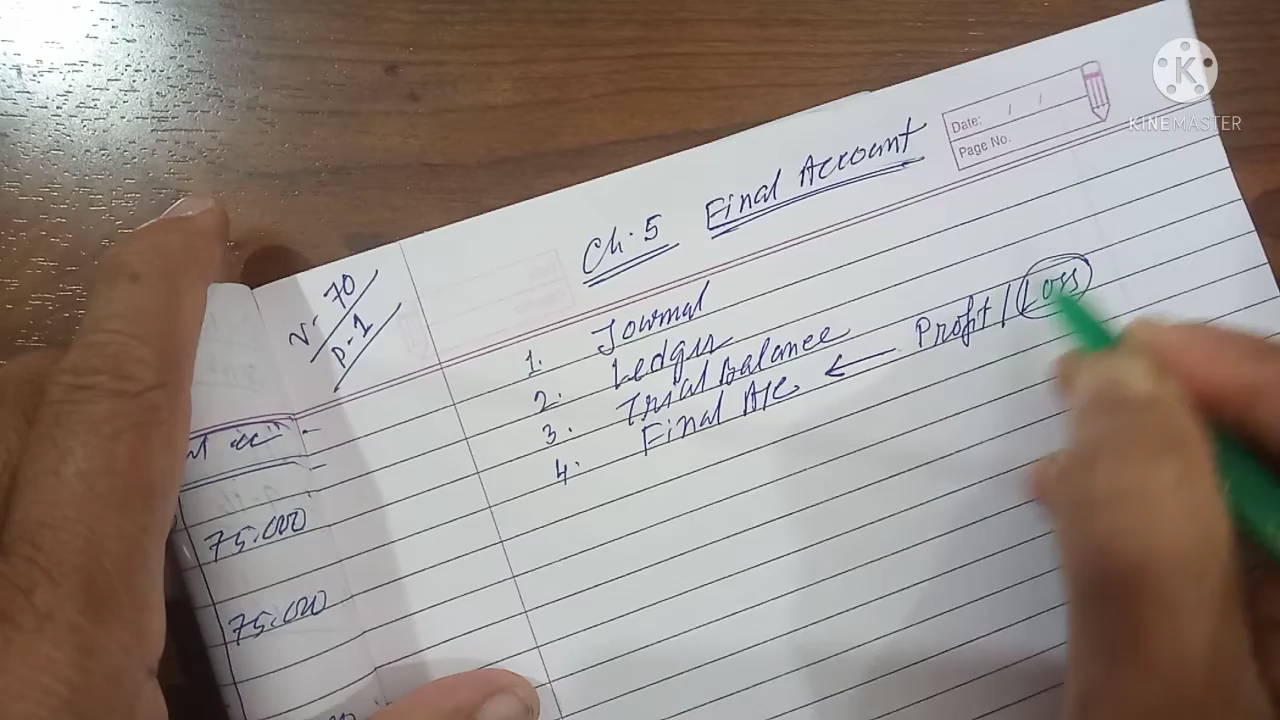 KINEMASTER
Date: / /
Page No.
Ch. 5 Final Account
V- 70
P-1
1. Journal
2. Ledger
3. Trial Balance
4. Final A/c ← Profit / Loss
75,000
75,000